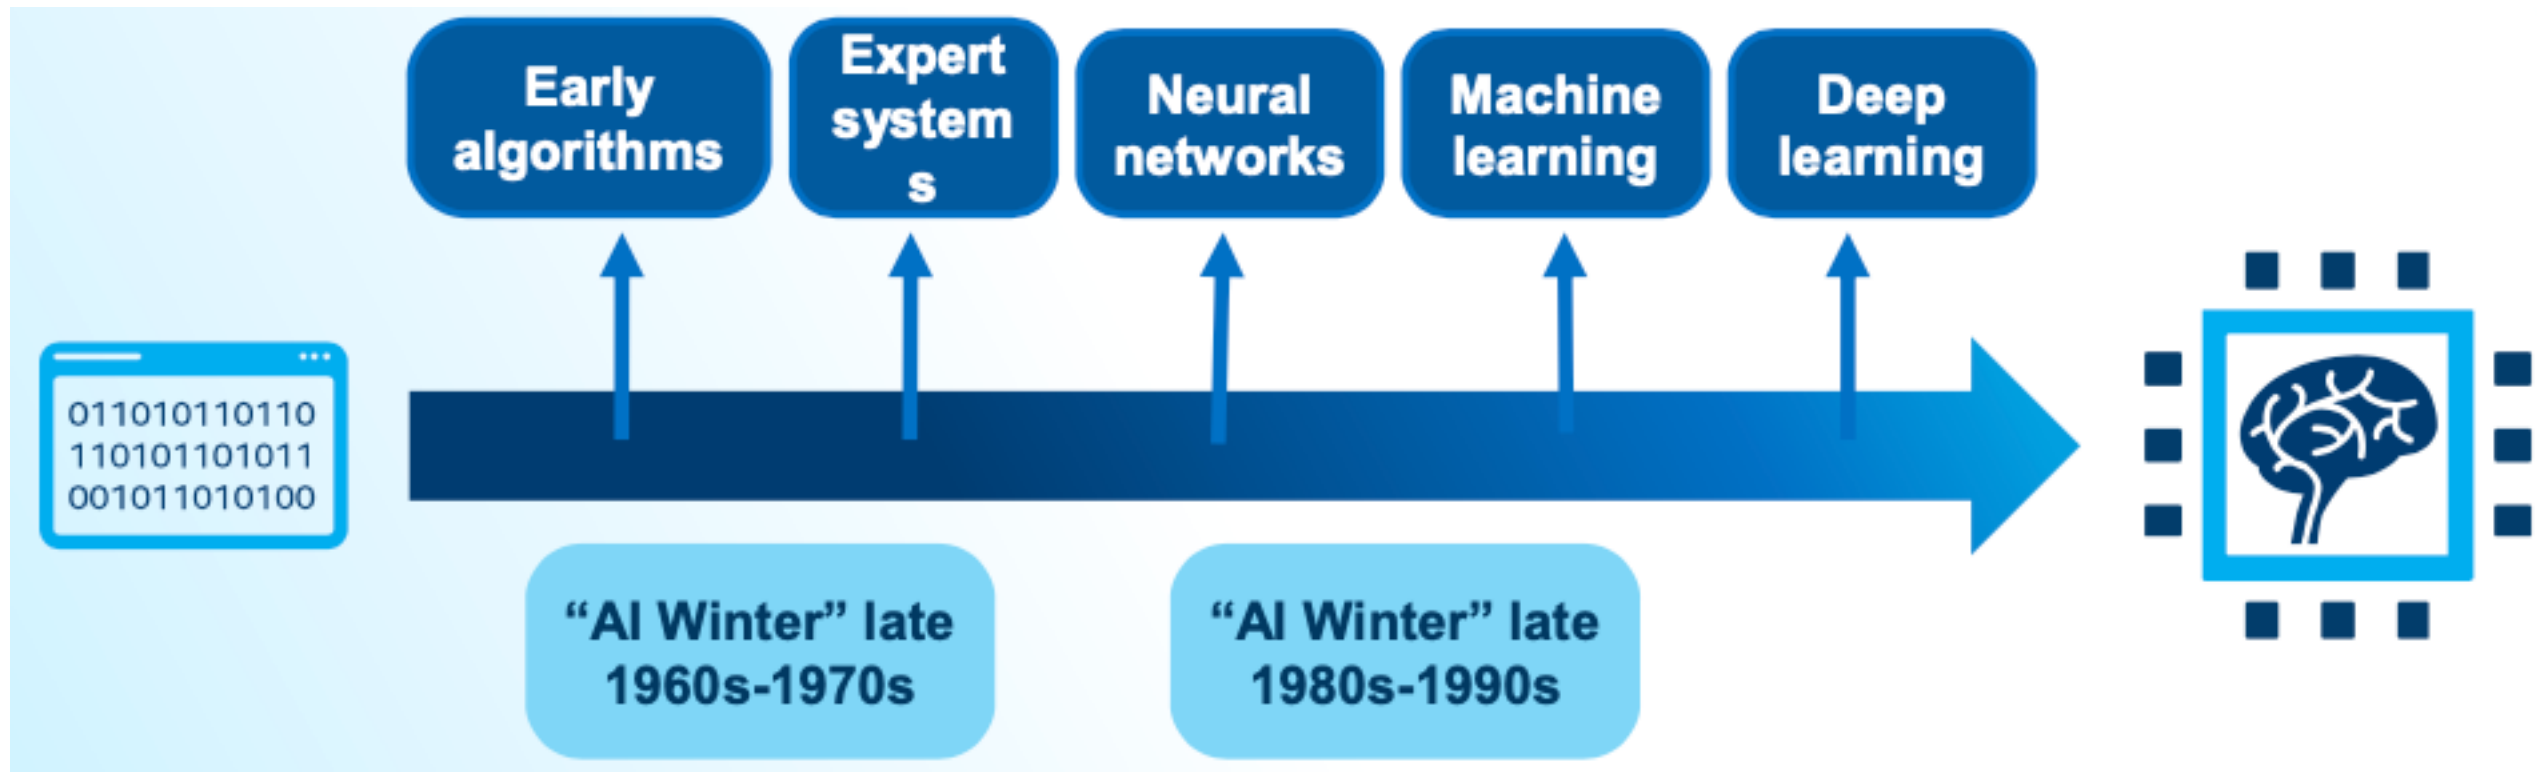 Early
algorithms
Expert
system
s
Neural
networks
Machine
learning
Deep
learning
011010110110
110101101011
001011010100
“AI Winter” late
1960s-1970s
“AI Winter” late
1980s-1990s